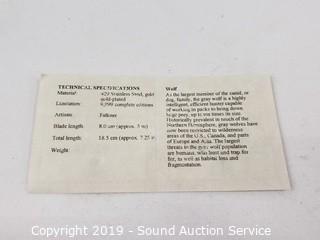 TECHNICAL SPECIFICATIONS
Material: 420 Stainless Steel, gold
gold-plated
Limitation: 9,999 complete editions
Artisan: Falkner
Blade length: 8.0 cm (approx. 3 in)
Total length: 18.5 cm (approx. 7.25 in
Weight:
Wolf
As the largest member of the canid, or
dog, family, the gray wolf is a highly
intelligent, efficient hunter capable
of working in packs to bring down
large prey, up to ten times its size.
Historically prevalent in much of the
Northern Hemisphere, gray wolves have
now been restricted to wilderness
areas of the U.S., Canada, and parts
of Europe and Asia. The largest
threats to the gray wolf population
are humans, who hunt and trap for
fur, as well as habitat loss and
fragmentation.
Copyright 2019 - Sound Auction Service